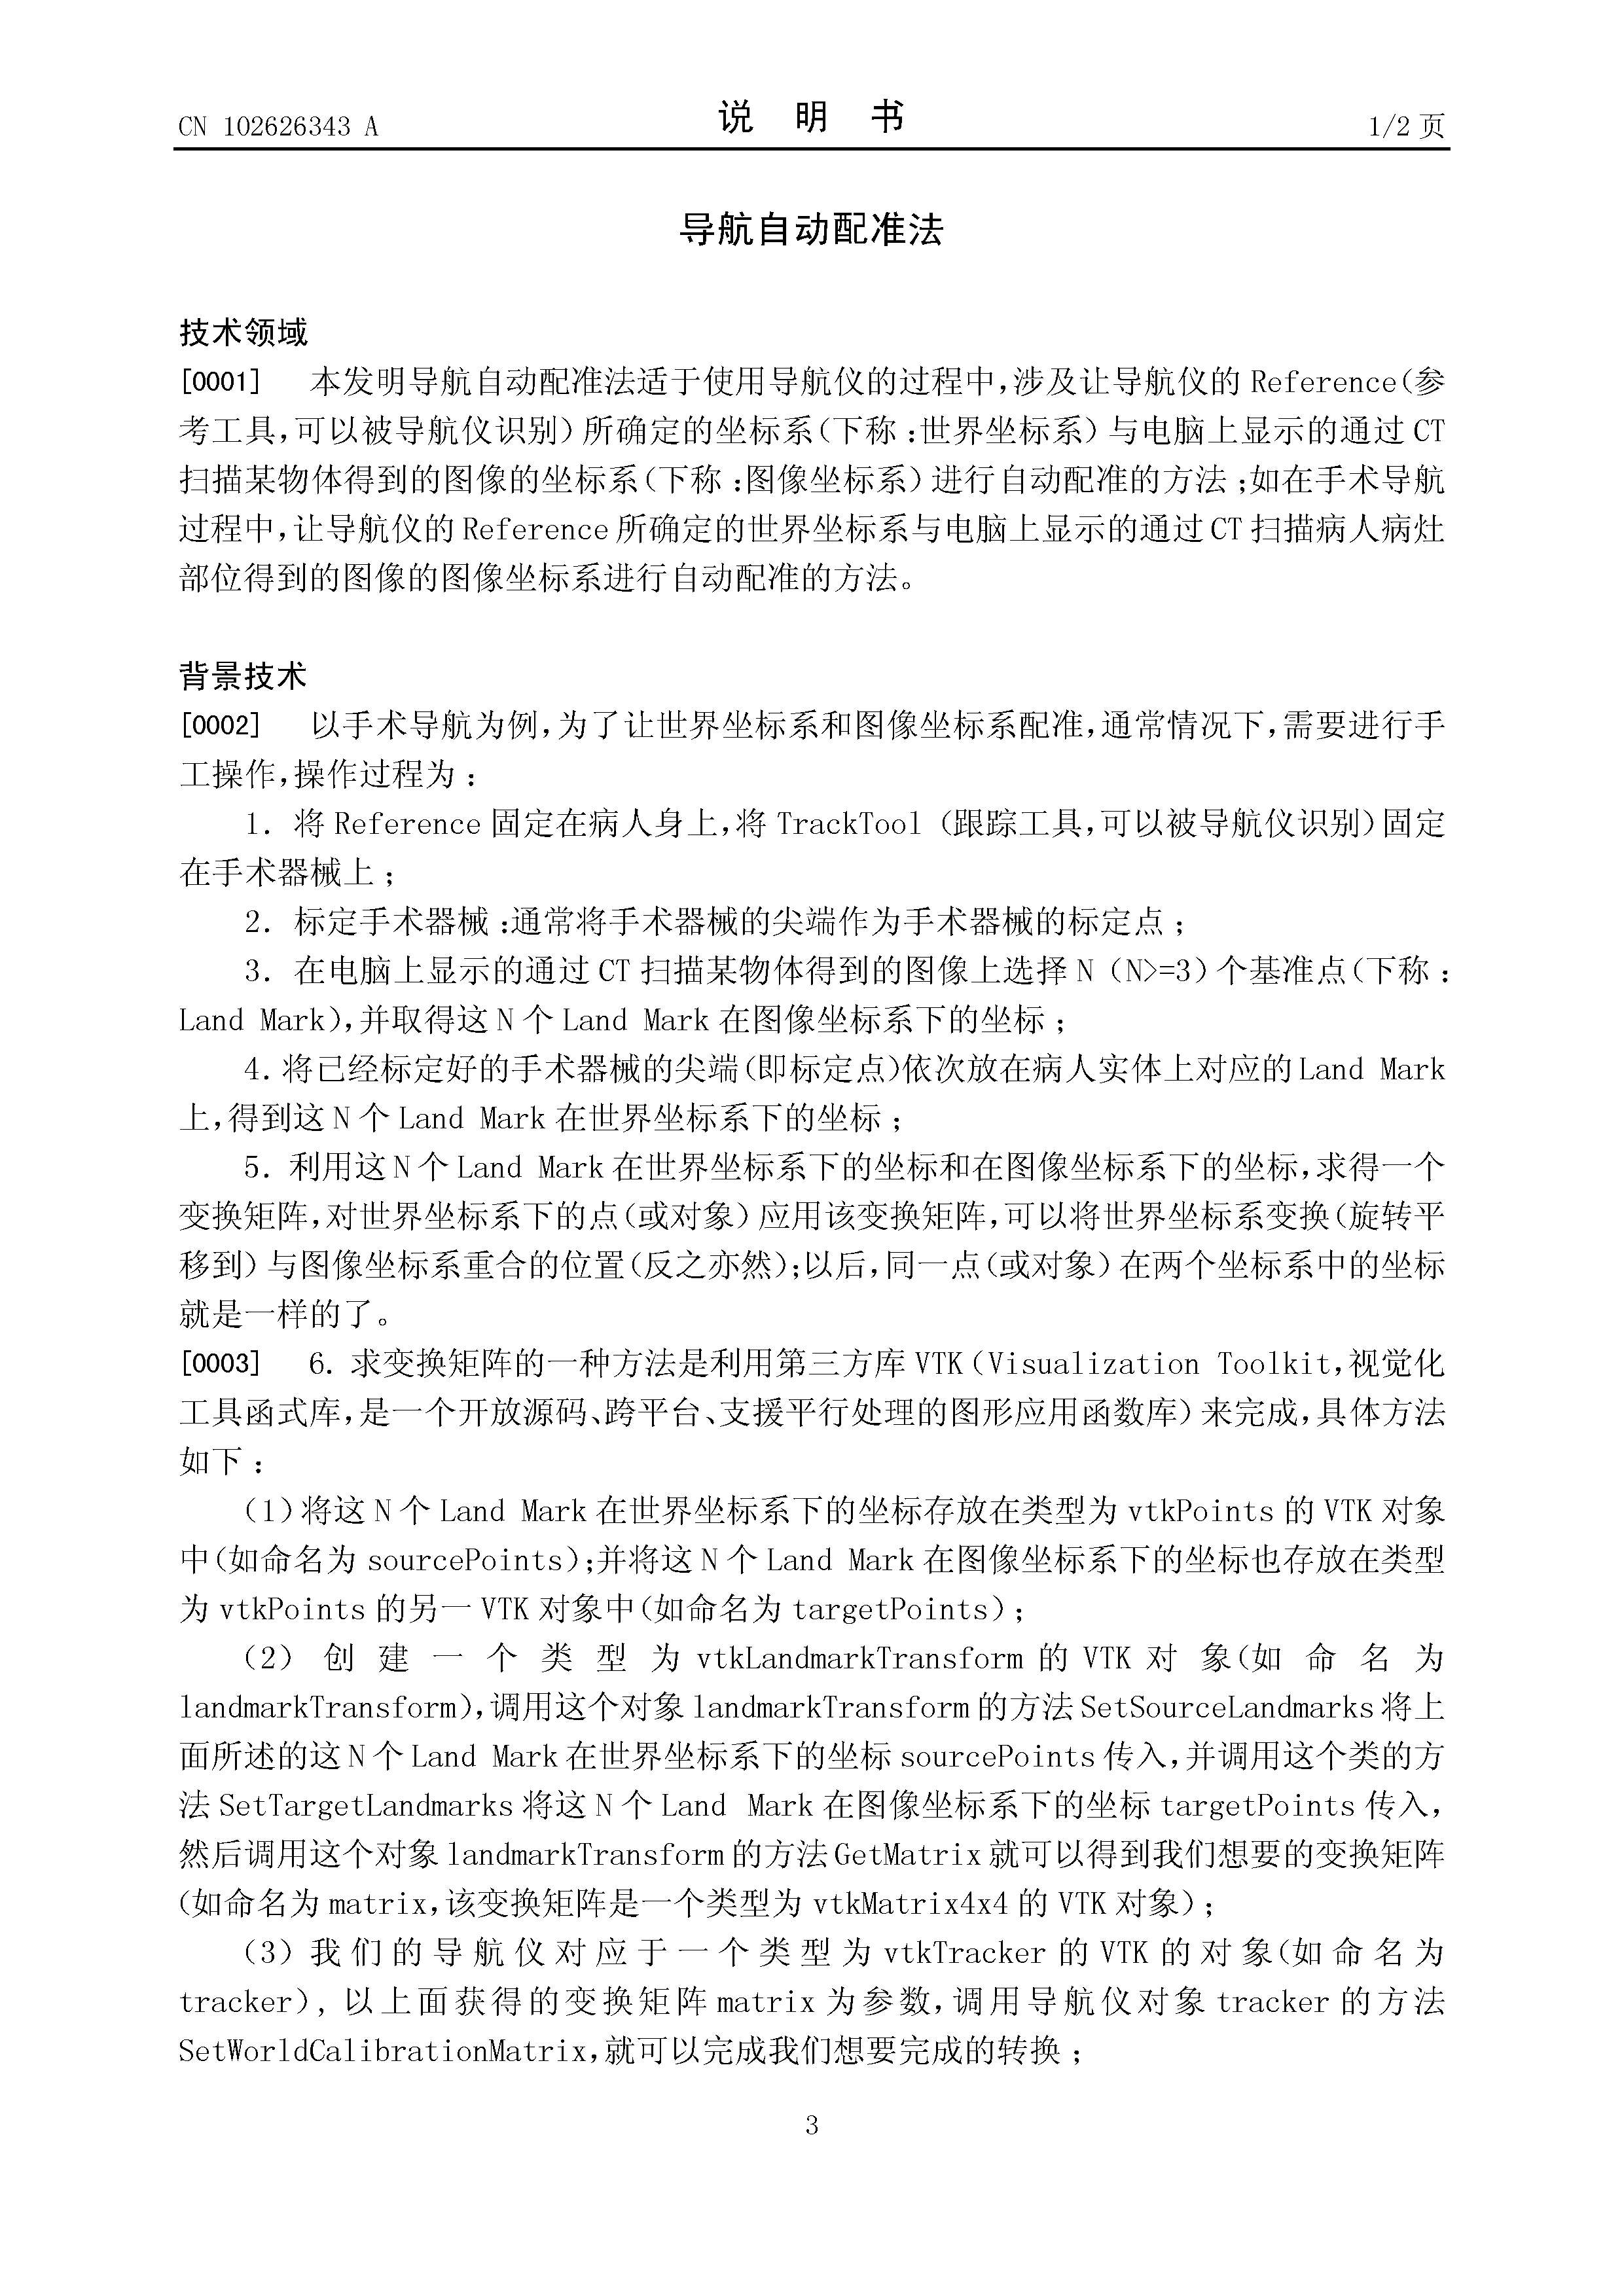 CN 102626343 A
说 明 书
1/2 页
导航自动配准法
技术领域
[0001] 本发明导航自动配准法适于使用导航仪的过程中,涉及让导航仪的 Reference(参
考工具,可以被导航仪识别)所确定的坐标系(下称:世界坐标系)与电脑上显示的通过 CT
扫描某物体得到的图像的坐标系(下称:图像坐标系)进行自动配准的方法;如在手术导航
过程中,让导航仪的 Reference 所确定的世界坐标系与电脑上显示的通过 CT 扫描病人病灶
部位得到的图像的图像坐标系进行自动配准的方法。
背景技术
[0002] 以手术导航为例,为了让世界坐标系和图像坐标系配准,通常情况下,需要进行手
工操作,操作过程为:
1. 将 Reference 固定在病人身上,将 TrackTool (跟踪工具,可以被导航仪识别)固定
在手术器械上;
2. 标定手术器械:通常将手术器械的尖端作为手术器械的标定点;
3. 在电脑上显示的通过 CT 扫描某物体得到的图像上选择 N (N>=3)个基准点(下称:
Land Mark),并取得这 N 个 Land Mark 在图像坐标系下的坐标;
4. 将已经标定好的手术器械的尖端(即标定点)依次放在病人实体上对应的 Land Mark
上,得到这 N 个 Land Mark 在世界坐标系下的坐标;
5. 利用这 N 个 Land Mark 在世界坐标系下的坐标和在图像坐标系下的坐标,求得一个
变换矩阵,对世界坐标系下的点(或对象)应用该变换矩阵,可以将世界坐标系变换(旋转平
移到)与图像坐标系重合的位置(反之亦然);以后,同一点(或对象)在两个坐标系中的坐标
就是一样的了。
[0003] 6. 求变换矩阵的一种方法是利用第三方库 VTK(Visualization Toolkit,视觉化
工具函式库,是一个开放源码、跨平台、支援平行处理的图形应用函数库)来完成,具体方法
如下:
(1)将这 N 个 Land Mark 在世界坐标系下的坐标存放在类型为 vtkPoints 的 VTK 对象
中(如命名为 sourcePoints);并将这 N 个 Land Mark 在图像坐标系下的坐标也存放在类型
为 vtkPoints 的另一 VTK 对象中(如命名为 targetPoints);
(2) 创 建 一 个 类 型 为 vtkLandmarkTransform 的 VTK 对 象(如 命 名 为
landmarkTransform),调用这个对象 landmarkTransform 的方法 SetSourceLandmarks 将上
面所述的这 N 个 Land Mark 在世界坐标系下的坐标 sourcePoints 传入,并调用这个类的方
法 SetTargetLandmarks 将这 N 个 Land Mark 在图像坐标系下的坐标 targetPoints 传入,
然后调用这个对象 landmarkTransform 的方法 GetMatrix 就可以得到我们想要的变换矩阵
(如命名为 matrix,该变换矩阵是一个类型为 vtkMatrix4x4 的 VTK 对象);
(3) 我 们 的 导 航 仪 对 应 于 一 个 类 型 为 vtkTracker 的 VTK 的 对 象(如 命 名 为
tracker), 以上面获得的变换矩阵 matrix 为参数,调用导航仪对象 tracker 的方法
SetWorldCalibrationMatrix,就可以完成我们想要完成的转换;
3